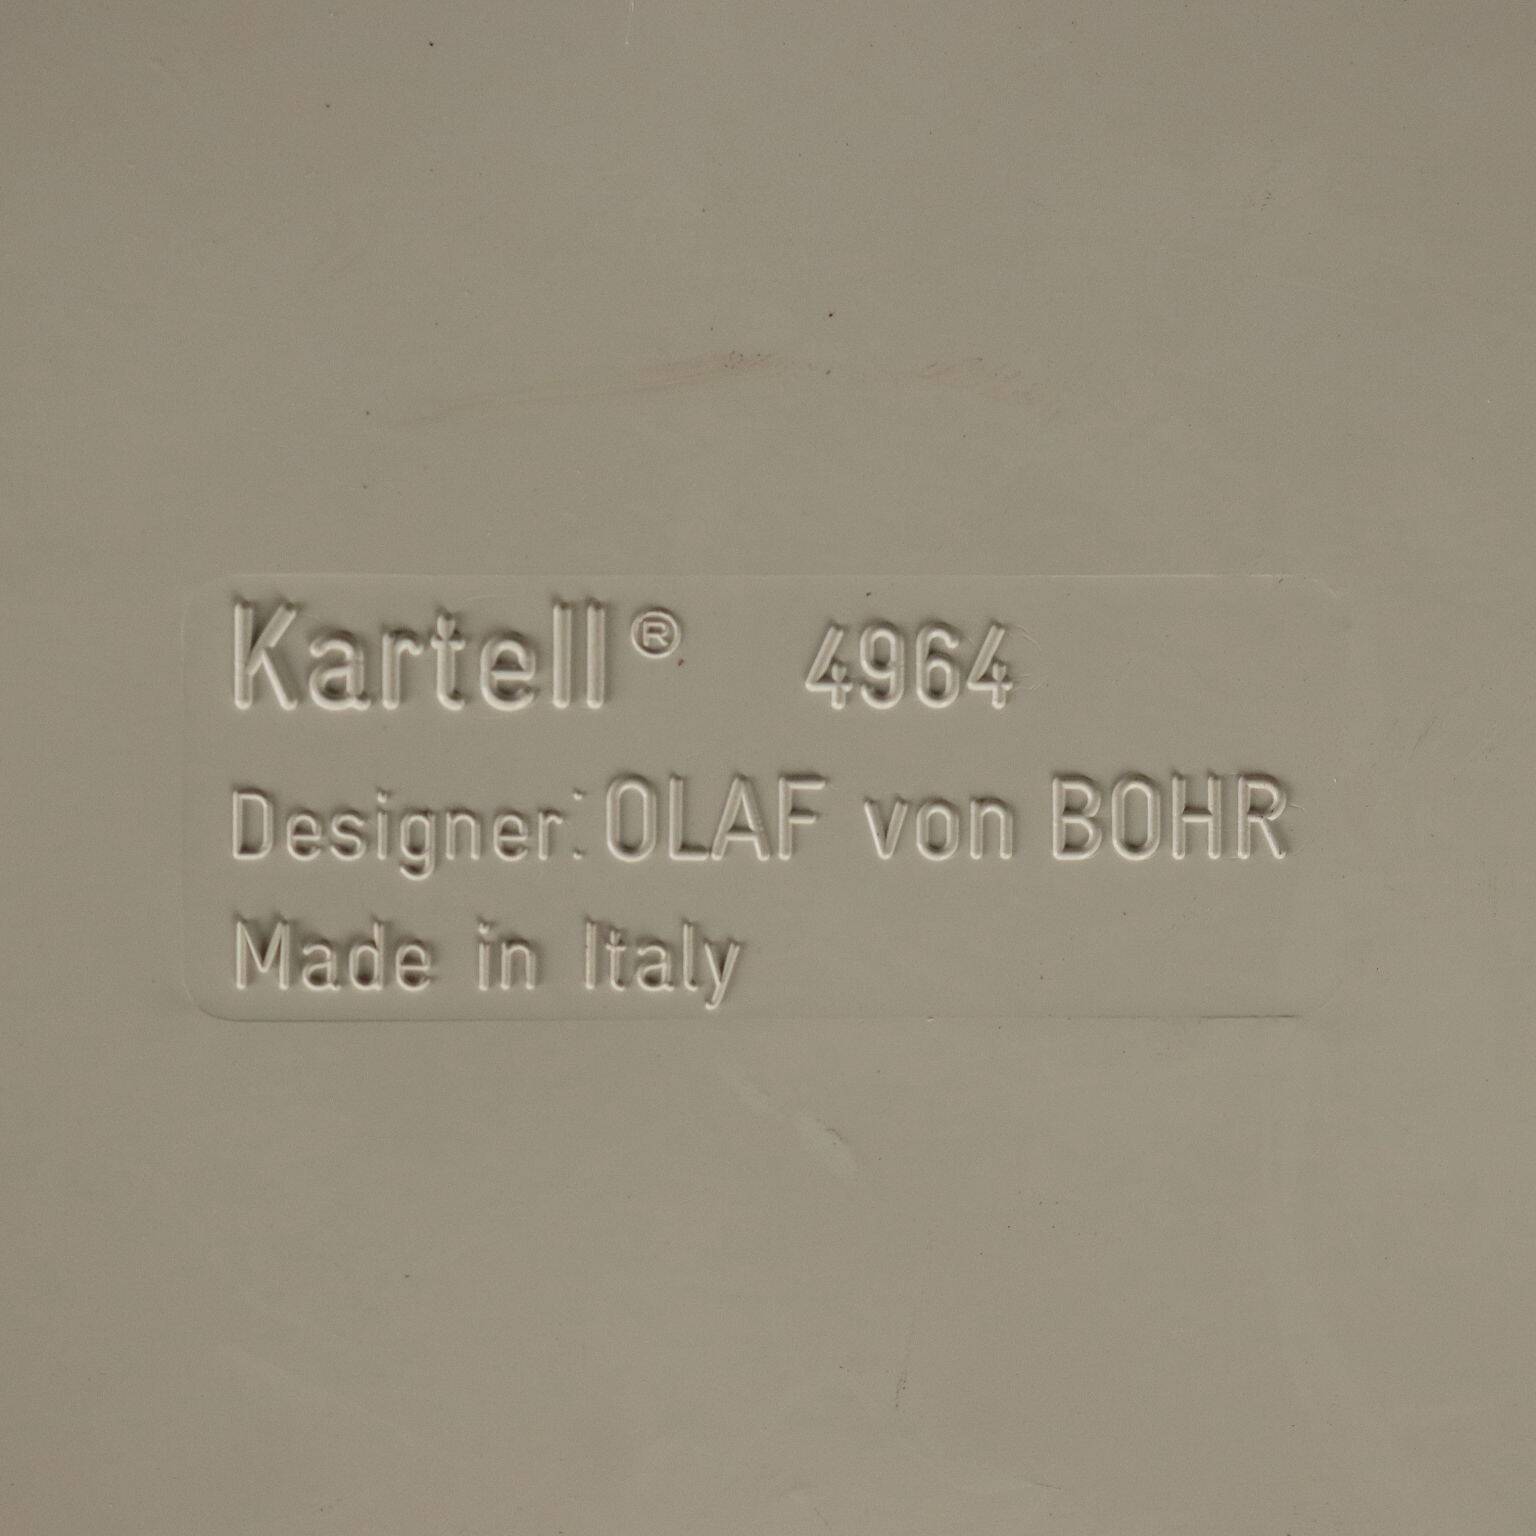 Kartell® 4964
Designer: OLAF von BOHR
Made in Italy